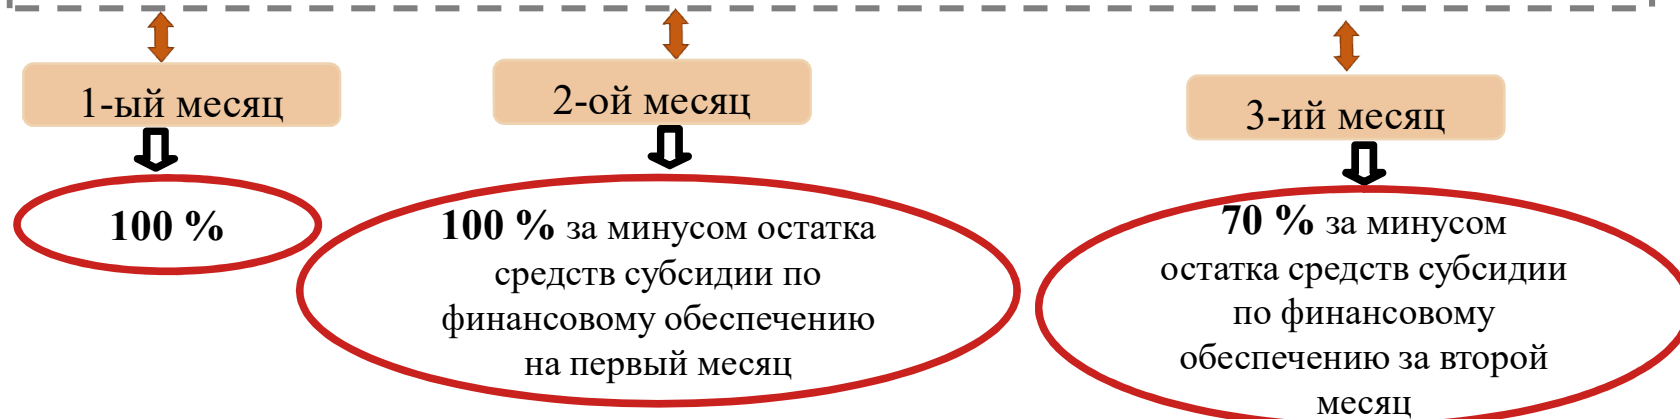 1-ый месяц
2-ой месяц
3-ий месяц
100 %
100 % за минусом остатка
средств субсидии по
финансовому обеспечению
на первый месяц
70 % за минусом
остатка средств субсидии
по финансовому
обеспечению за второй
месяц